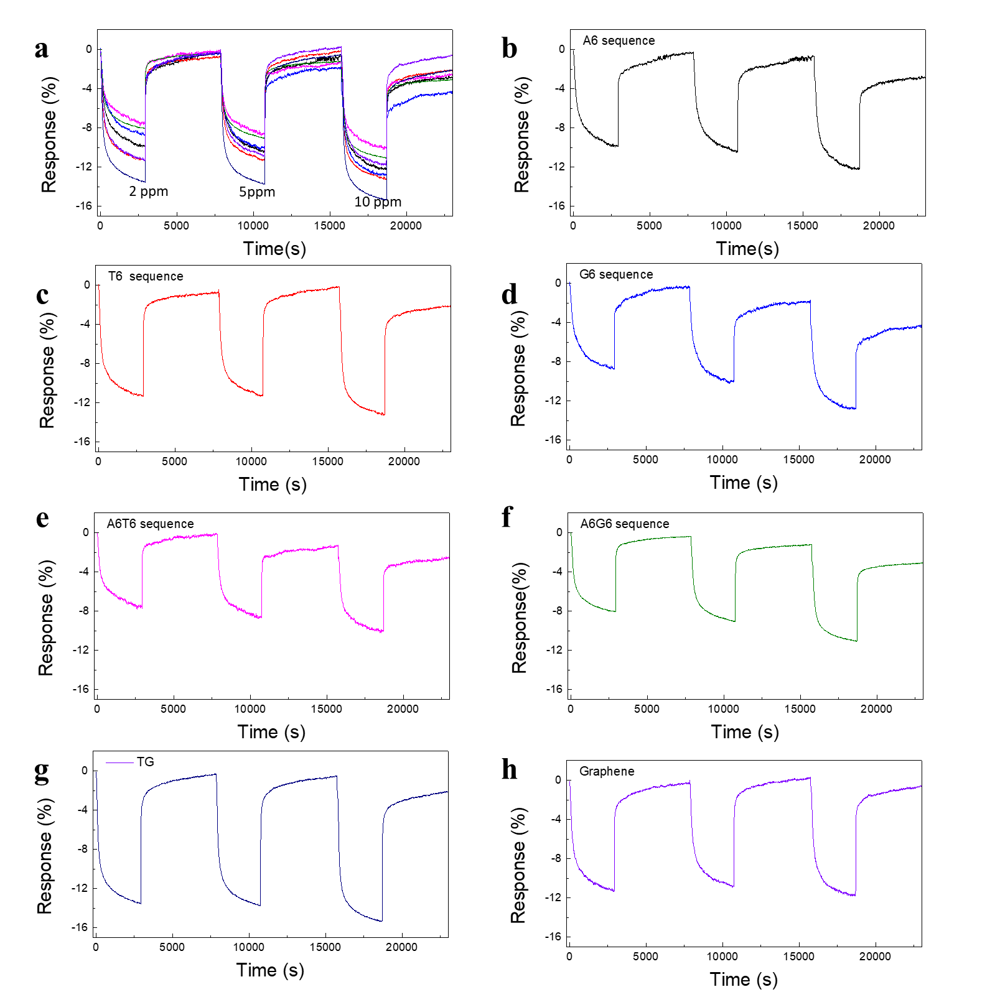 a
0
-4
-8
-12
-16
Response (%)
2 ppm
5ppm
10 ppm
0 5000 10000 15000 20000
Time(s)
b
A6 sequence
0
-4
-8
-12
-16
Response (%)
0 5000 10000 15000 20000
Time(s)
c
T6 sequence
0
-4
-8
-12
-16
Response (%)
0 5000 10000 15000 20000
Time (s)
d
G6 sequence
0
-4
-8
-12
-16
Response (%)
0 5000 10000 15000 20000
Time (s)
e
A6T6 sequence
0
-4
-8
-12
-16
Response (%)
0 5000 10000 15000 20000
Time (s)
f
A6G6 sequence
0
-4
-8
-12
-16
Response(%)
0 5000 10000 15000 20000
Time (s)
g
TG
0
-4
-8
-12
-16
Response (%)
0 5000 10000 15000 20000
Time (s)
h
Graphene
0
-4
-8
-12
-16
Response (%)
0 5000 10000 15000 20000
Time (s)